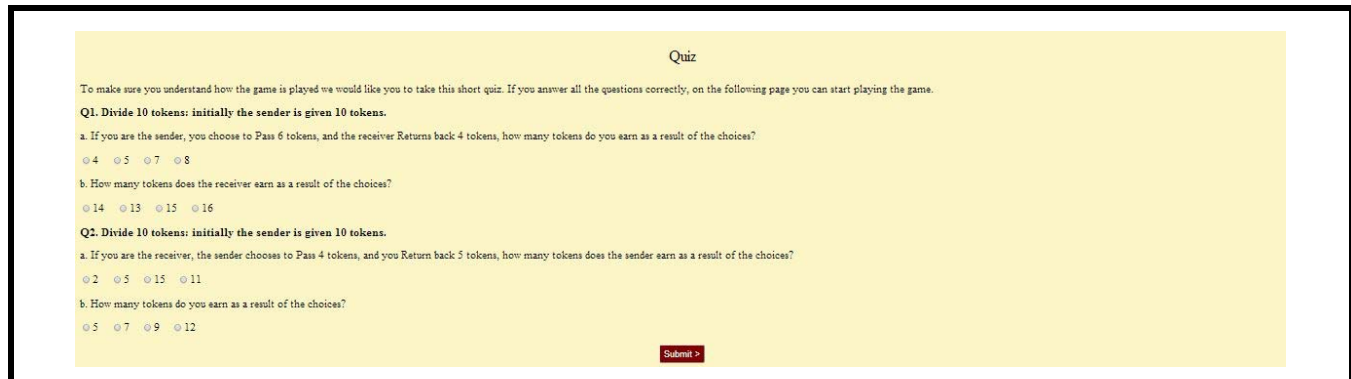 Quiz
To make sure you understand how the game is played we would like you to take this short quiz. If you answer all the questions correctly, on the following page you can start playing the game.
Q1. Divide 10 tokens: initially the sender is given 10 tokens.
a. If you are the sender, you choose to Pass 6 tokens, and the receiver Returns back 4 tokens, how many tokens do you earn as a result of the choices?
4 5 7 8
b. How many tokens does the receiver earn as a result of the choices?
14 13 15 16
Q2. Divide 10 tokens: initially the sender is given 10 tokens.
a. If you are the receiver, the sender chooses to Pass 4 tokens, and you Return back 5 tokens, how many tokens does the sender earn as a result of the choices?
2 5 15 11
b. How many tokens do you earn as a result of the choices?
5 7 9 12
Submit >